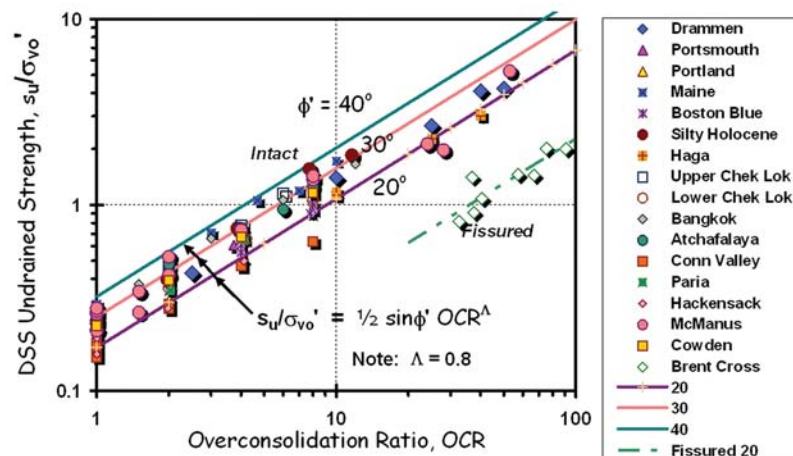 10
1
0.1
1
10
100
DSS Undrained Strength, su/σvo'
Overconsolidation Ratio, OCR
ϕ' = 40°
30°
20°
Intact
Fissured
su/σvo' = ½ sinϕ' OCR^Λ
Note: Λ = 0.8
Drammen
Portsmouth
Portland
Maine
Boston Blue
Silty Holocene
Haga
Upper Chek Lok
Lower Chek Lok
Bangkok
Atchafalaya
Conn Valley
Paria
Hackensack
McManus
Cowden
Brent Cross
20
30
40
Fissured 20